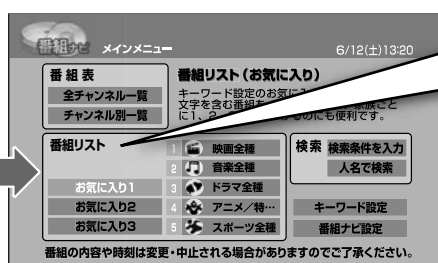 番組ナビ メインメニュー 6/12(土)13:20
番組表
全チャンネル一覧
チャンネル別一覧
番組リスト(お気に入り)
キーワード設定のお気に
文字を含む番組を
に1、2 のにも便利です。
番組リスト
お気に入り1
お気に入り2
お気に入り3
1 映画全種
2 音楽全種
3 ドラマ全種
4 アニメ/特…
5 スポーツ全種
検索 検索条件を入力
人名で検索
キーワード設定
番組ナビ設定
番組の内容や時刻は変更・中止される場合がありますのでご了承ください。